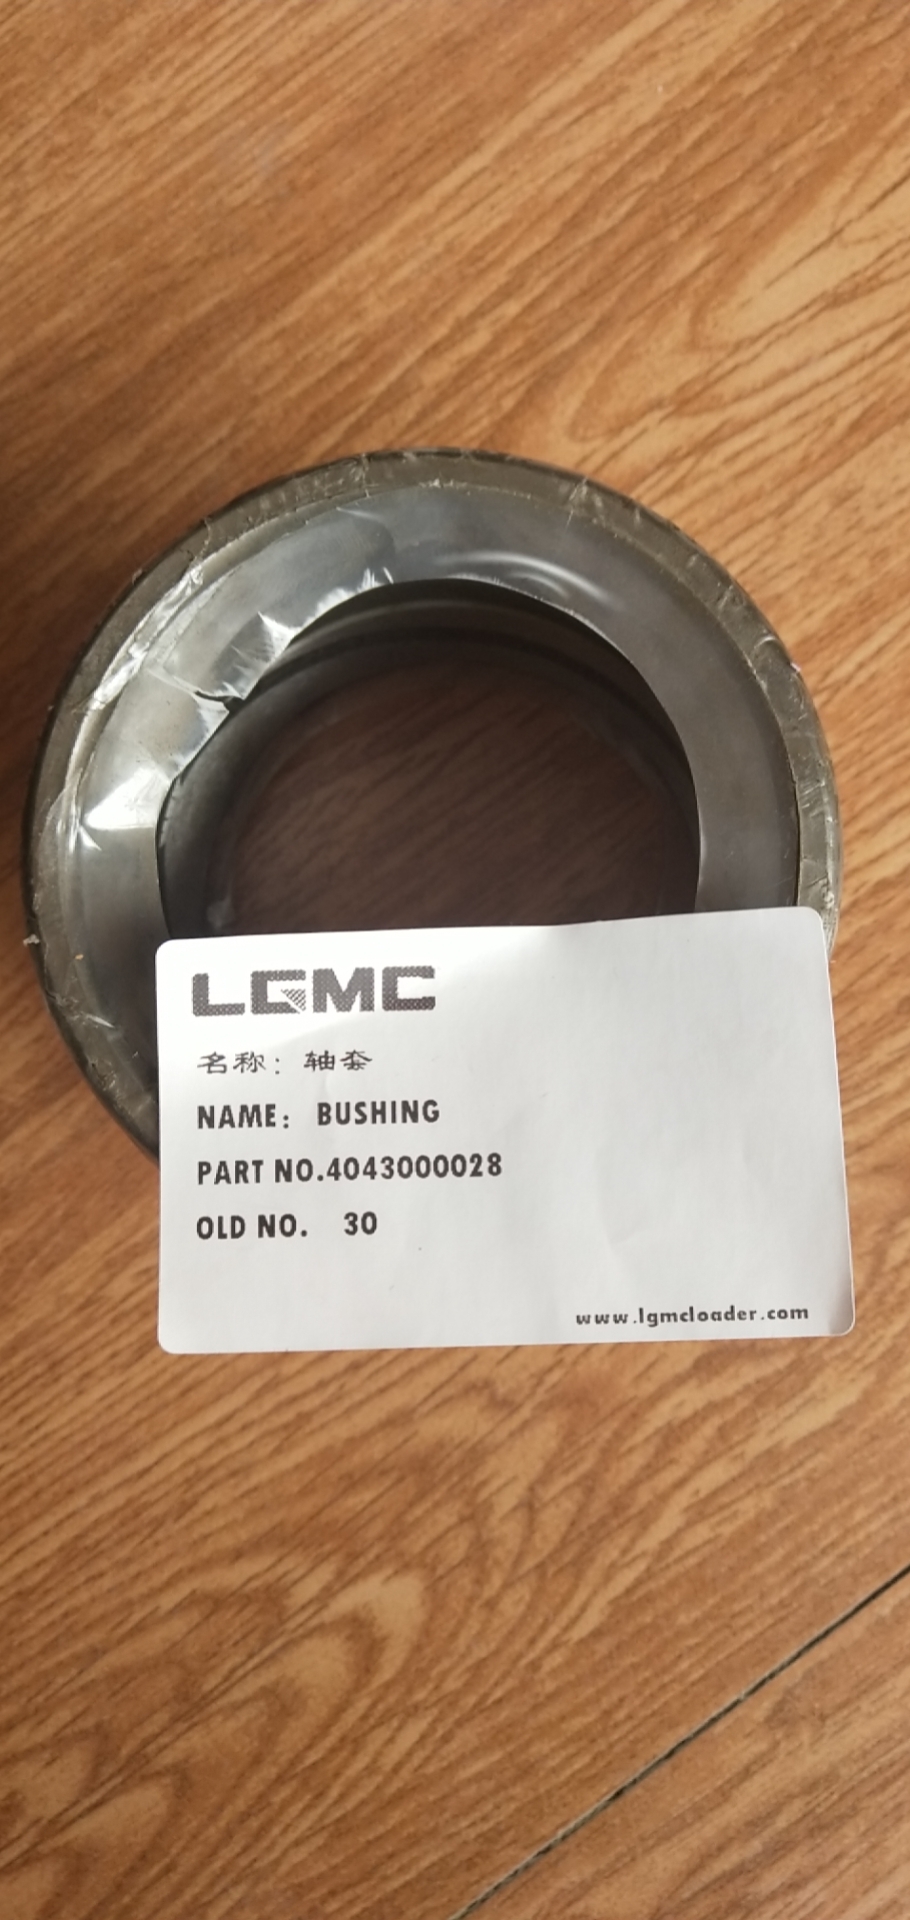 LGMC
名称：轴套
NAME： BUSHING
PART NO.4043000028
OLD NO. 30
www.lgmcloader.com